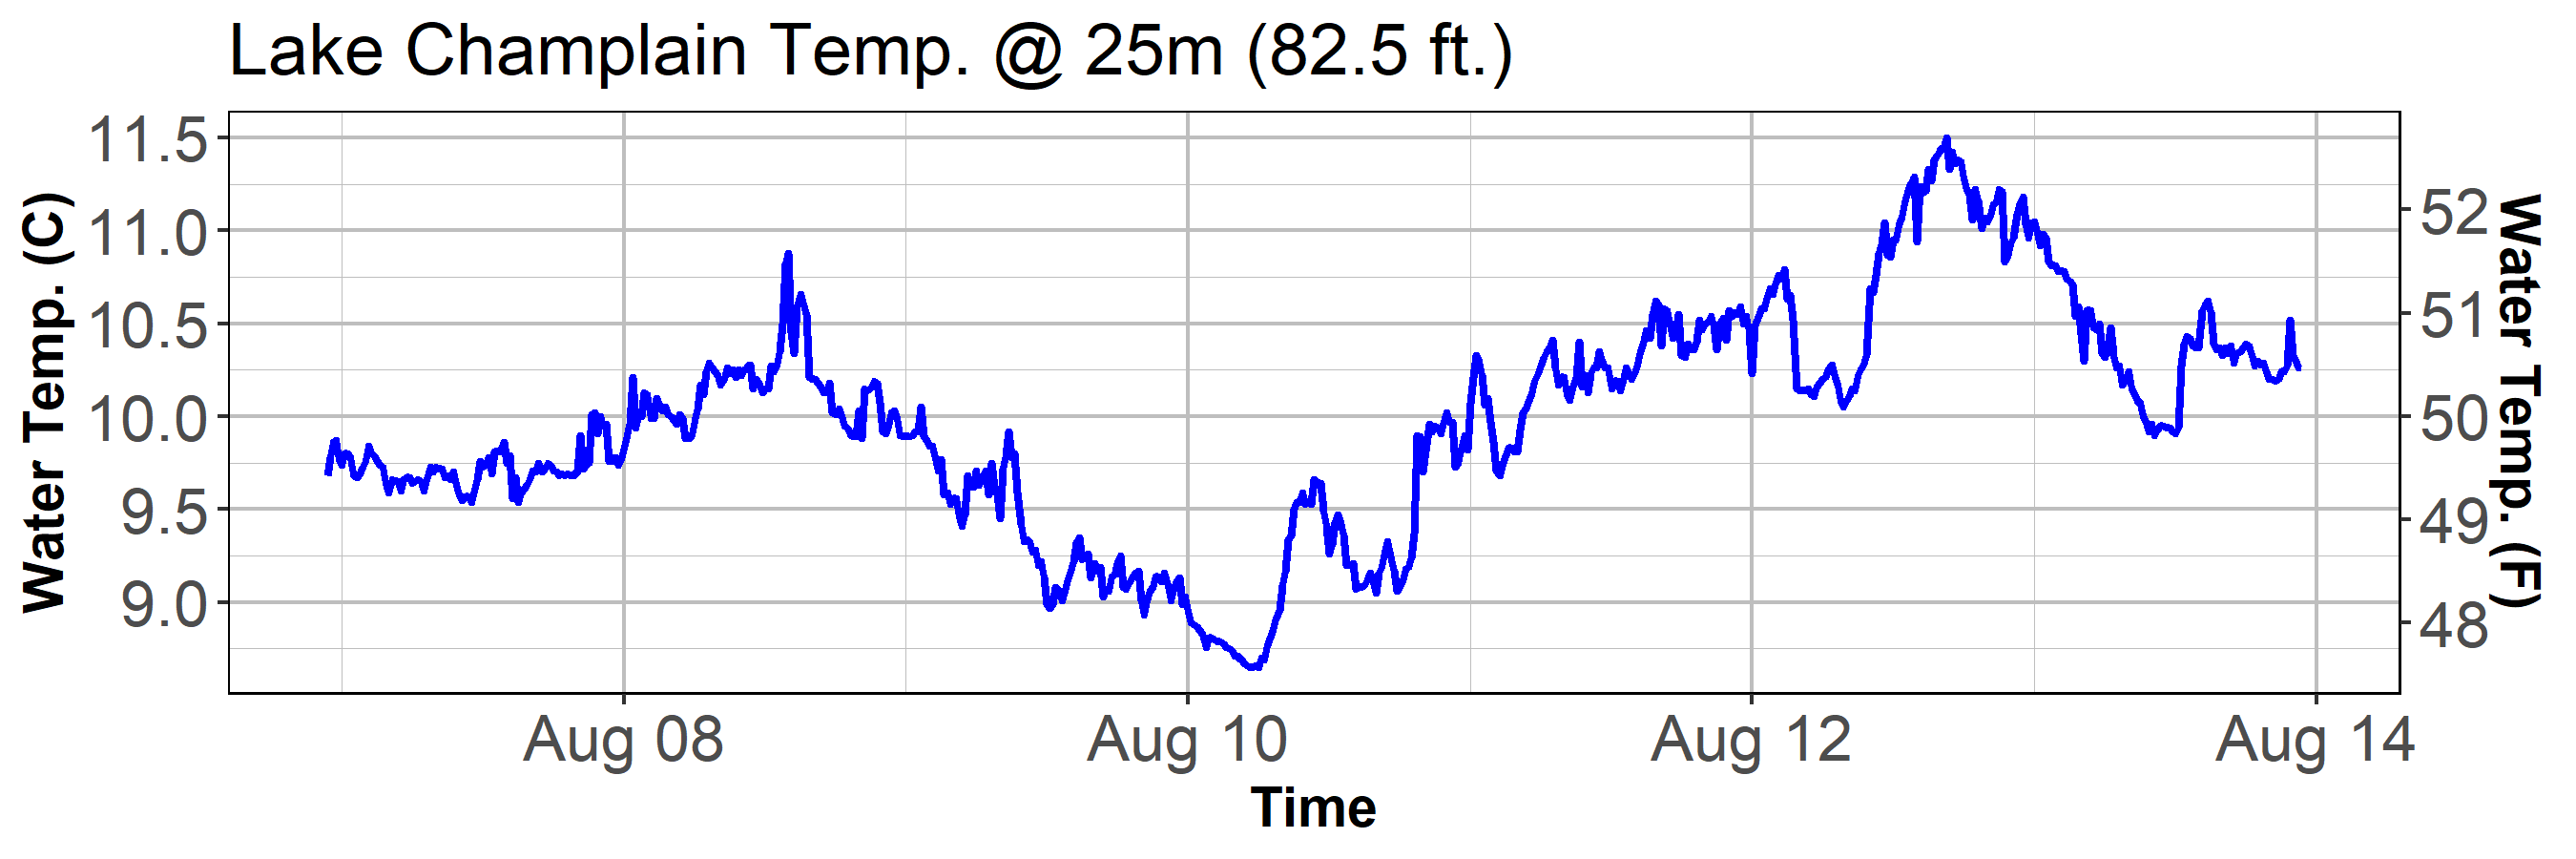 Lake Champlain Temp. @ 25m (82.5 ft.)
Water Temp. (C)
11.5
11.0
10.5
10.0
9.5
9.0
52
51
50
49
48
Water Temp. (F)
Aug 08
Aug 10
Aug 12
Aug 14
Time